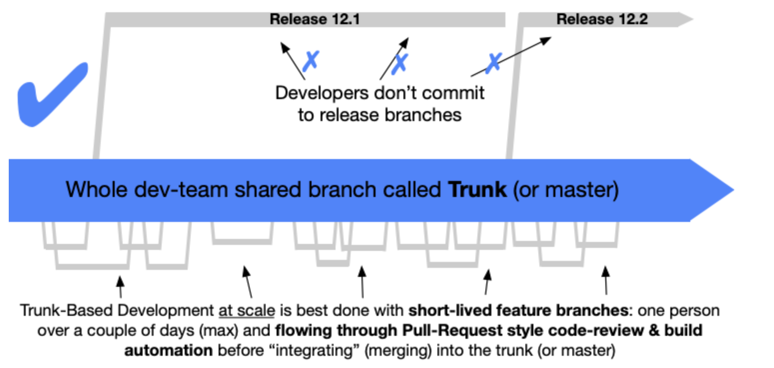 Release 12.1
Release 12.2
Developers don't commit
to release branches
Whole dev-team shared branch called Trunk (or master)
Trunk-Based Development at scale is best done with short-lived feature branches: one person
over a couple of days (max) and flowing through Pull-Request style code-review & build
automation before “integrating” (merging) into the trunk (or master)